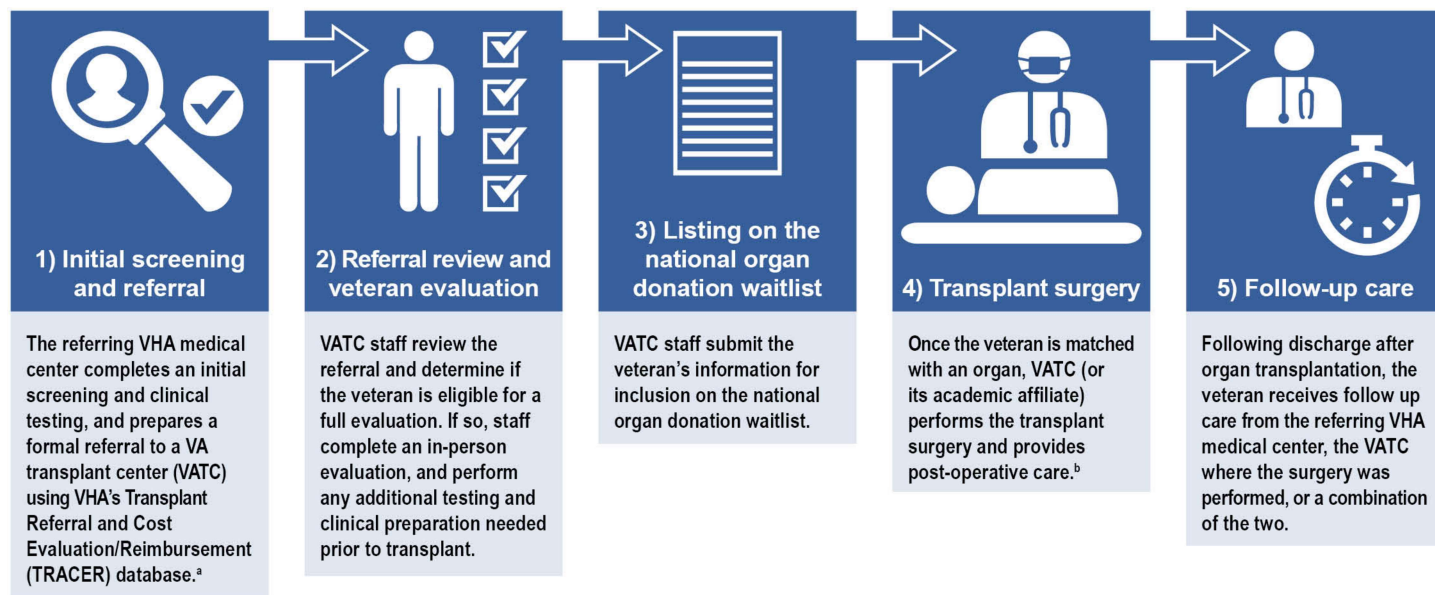 1) Initial screening
and referral
The referring VHA medical
center completes an initial
screening and clinical
testing, and prepares a
formal referral to a VA
transplant center (VATC)
using VHA’s Transplant
Referral and Cost
Evaluation/Reimbursement
(TRACER) database.ᵃ
2) Referral review and
veteran evaluation
VATC staff review the
referral and determine if
the veteran is eligible for a
full evaluation. If so, staff
complete an in-person
evaluation, and perform
any additional testing and
clinical preparation needed
prior to transplant.
3) Listing on the
national organ
donation waitlist
VATC staff submit the
veteran’s information for
inclusion on the national
organ donation waitlist.
4) Transplant surgery
Once the veteran is matched
with an organ, VATC (or
its academic affiliate)
performs the transplant
surgery and provides
post-operative care.ᵇ
5) Follow-up care
Following discharge after
organ transplantation, the
veteran receives follow up
care from the referring VHA
medical center, the VATC
where the surgery was
performed, or a combination
of the two.